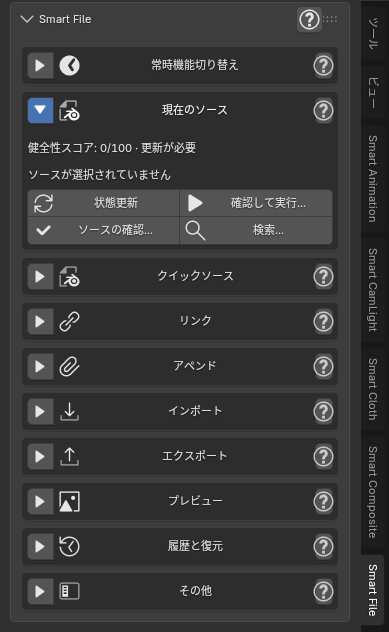 Smart File
常時機能切り替え
現在のソース
健全性スコア: 0/100 · 更新が必要
ソースが選択されていません
状態更新
確認して実行...
ソースの確認...
検索...
クイックソース
リンク
アペンド
インポート
エクスポート
プレビュー
履歴と復元
その他
ツール
ビュー
Smart Animation
Smart CamLight
Smart Cloth
Smart Composite
Smart File